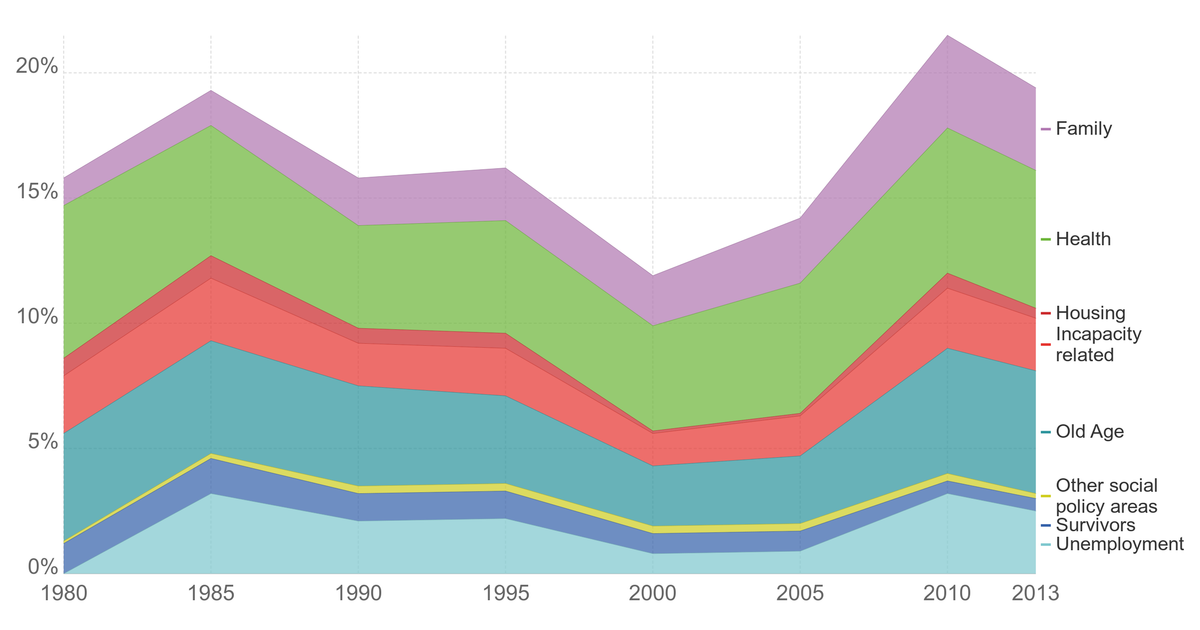 20%
15%
10%
5%
0%
1980
1985
1990
1995
2000
2005
2010
2013
Family
Health
Housing
Incapacity
related
Old Age
Other social
policy areas
Survivors
Unemployment